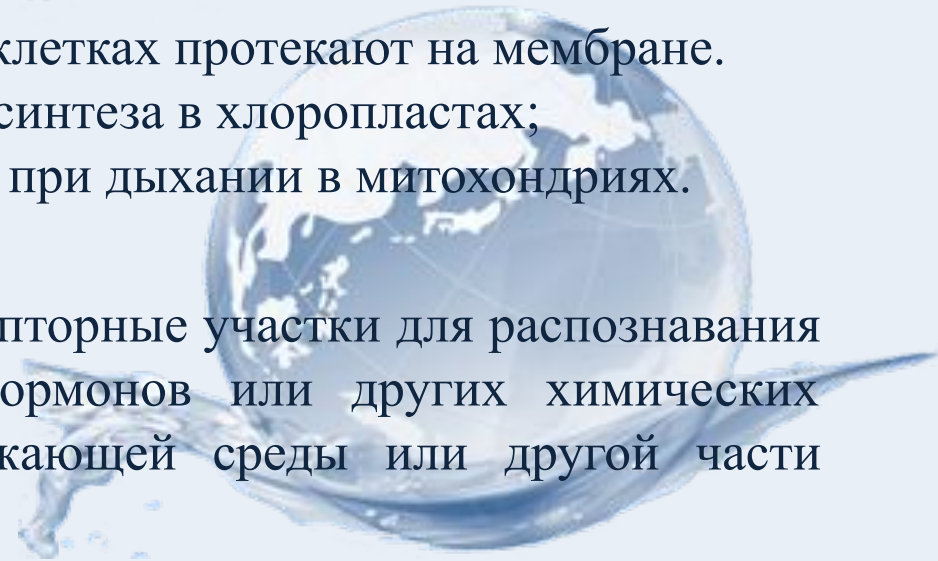 клетках протекают на мембране.
синтеза в хлоропластах;
при дыхании в митохондриях.
пторные участки для распознавания
ормонов или других химических
кающей среды или другой части